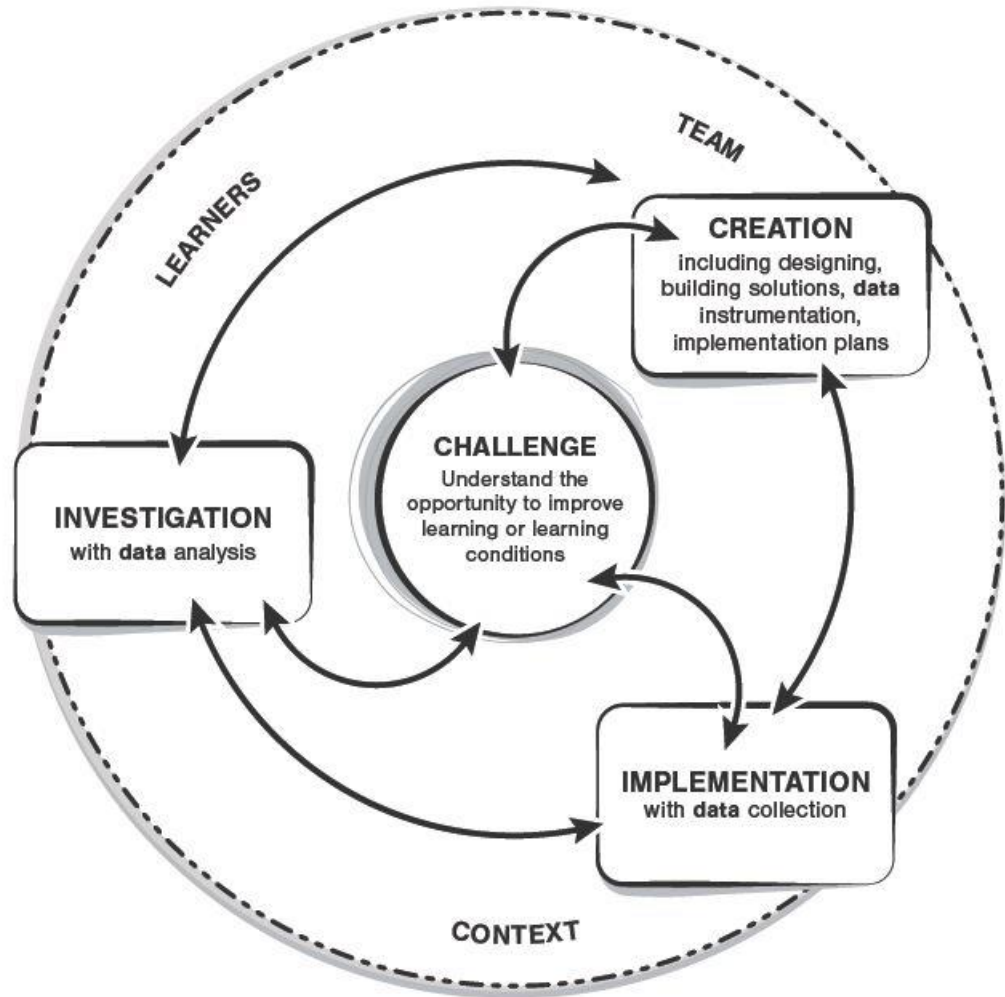 LEARNERS
TEAM
CREATION
including designing,
building solutions, data
instrumentation,
implementation plans
CHALLENGE
Understand the
opportunity to improve
learning or learning
conditions
INVESTIGATION
with data analysis
IMPLEMENTATION
with data collection
CONTEXT